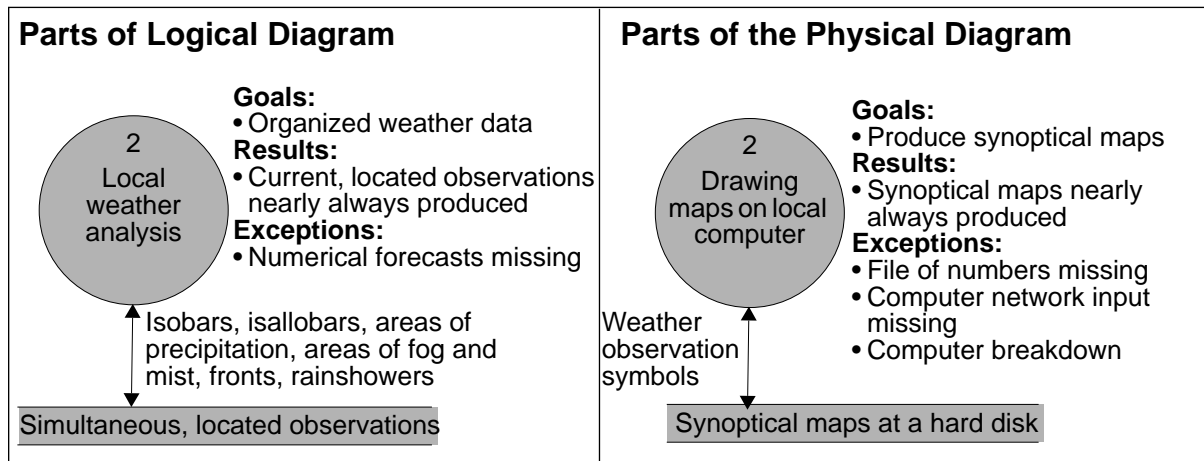 Parts of Logical Diagram
2
Local
weather
analysis
Goals:
• Organized weather data
Results:
• Current, located observations
nearly always produced
Exceptions:
• Numerical forecasts missing
Isobars, isallobars, areas of
precipitation, areas of fog and
mist, fronts, rainshowers
Simultaneous, located observations
Parts of the Physical Diagram
2
Drawing
maps on local
computer
Goals:
• Produce synoptical maps
Results:
• Synoptical maps nearly
always produced
Exceptions:
• File of numbers missing
• Computer network input
missing
• Computer breakdown
Weather
observation
symbols
Synoptical maps at a hard disk